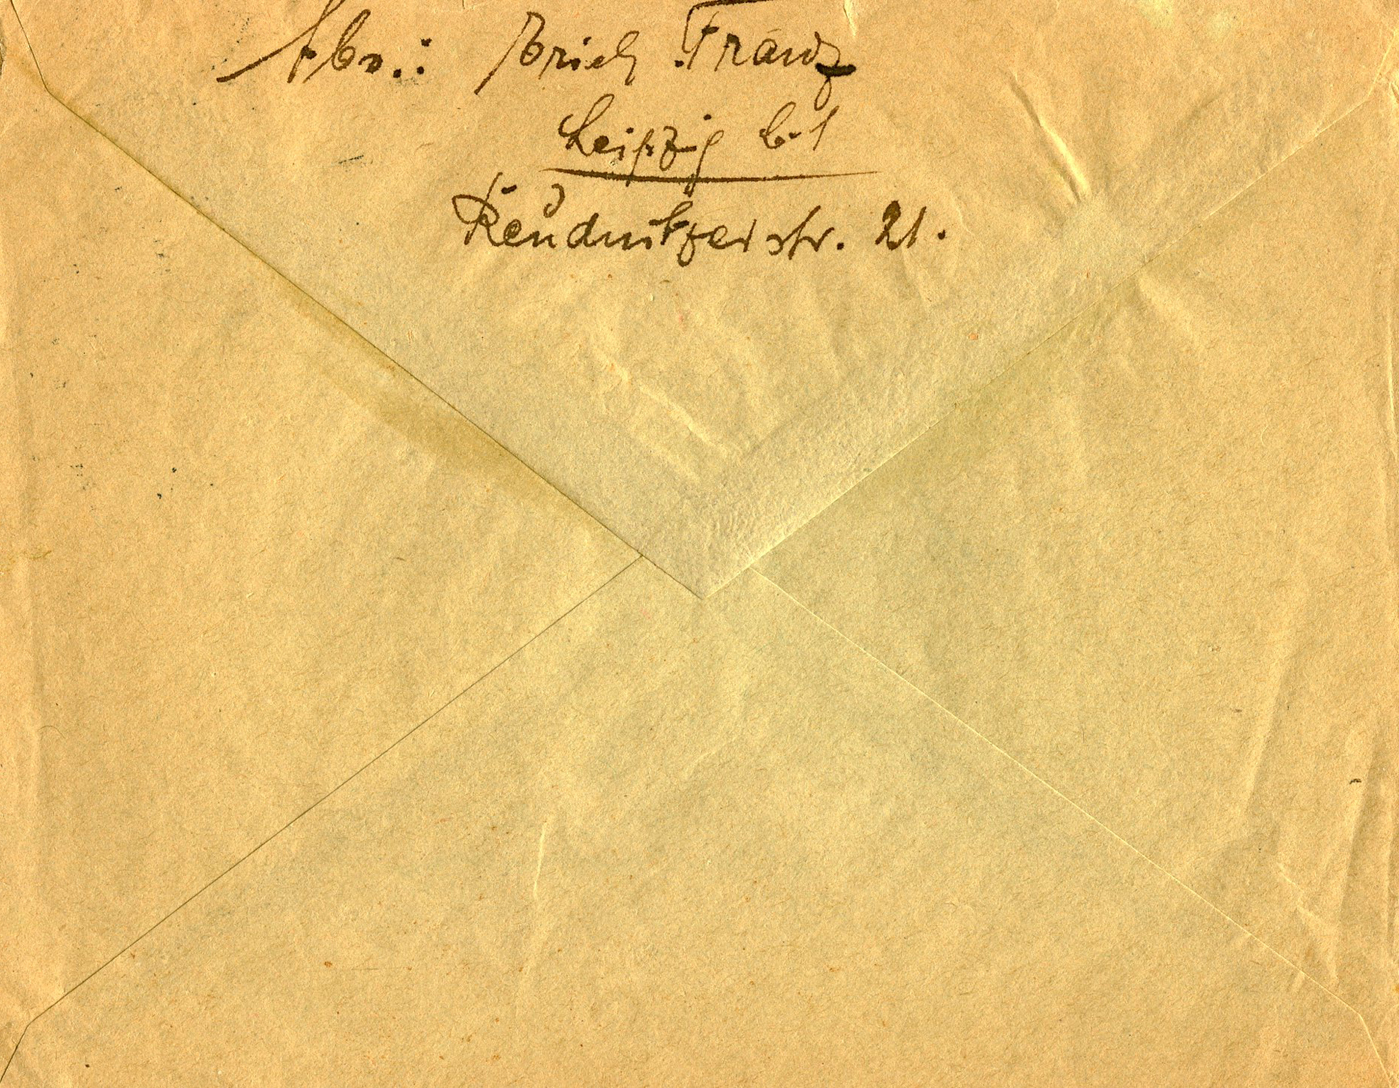 Abs.: Erich Franz
Leipzig C 1
Reudnitzerstr. 21.